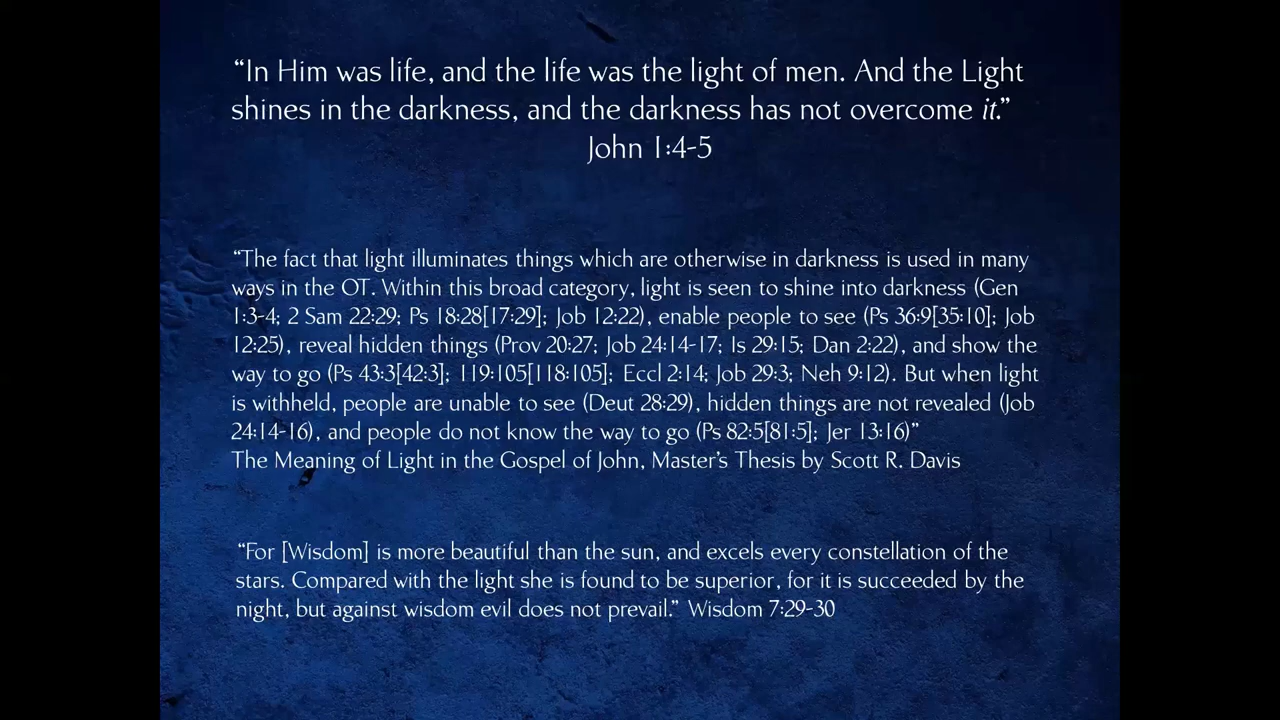 “In Him was life, and the life was the light of men. And the Light
shines in the darkness, and the darkness has not overcome it.”
John 1:4-5
“The fact that light illuminates things which are otherwise in darkness is used in many
ways in the OT. Within this broad category, light is seen to shine into darkness (Gen
1:3-4; 2 Sam 22:29; Ps 18:28[17:29]; Job 12:22), enable people to see (Ps 36:9[35:10]; Job
12:25), reveal hidden things (Prov 20:27; Job 24:14-17; Is 29:15; Dan 2:22), and show the
way to go (Ps 43:3[42:3]; 119:105[118:105]; Eccl 2:14; Job 29:3; Neh 9:12). But when light
is withheld, people are unable to see (Deut 28:29), hidden things are not revealed (Job
24:14-16), and people do not know the way to go (Ps 82:5[81:5]; Jer 13:16)”
The Meaning of Light in the Gospel of John, Master’s Thesis by Scott R. Davis
“For [Wisdom] is more beautiful than the sun, and excels every constellation of the
stars. Compared with the light she is found to be superior, for it is succeeded by the
night, but against wisdom evil does not prevail.” Wisdom 7:29-30